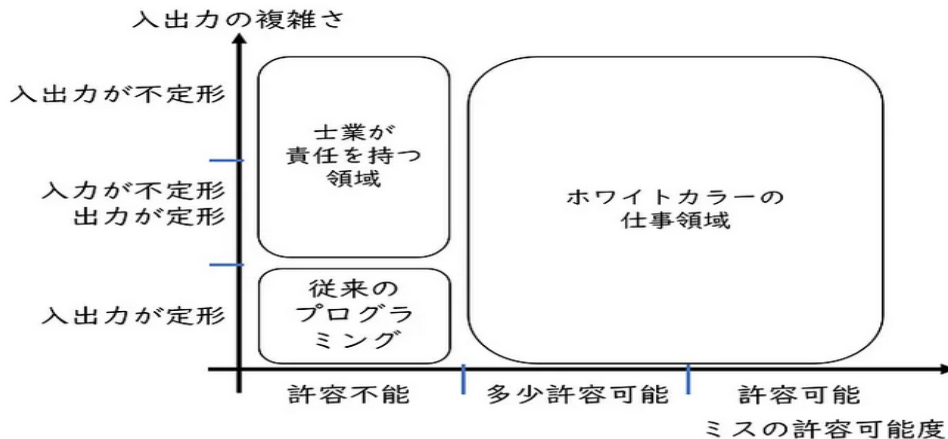 入出力の複雑さ
入出力が不定形
士業が
責任を持つ
領域
入力が不定形
出力が定形
ホワイトカラーの
仕事領域
従来の
プログラ
ミング
入出力が定形
許容不能
多少許容可能
許容可能
ミスの許容可能度